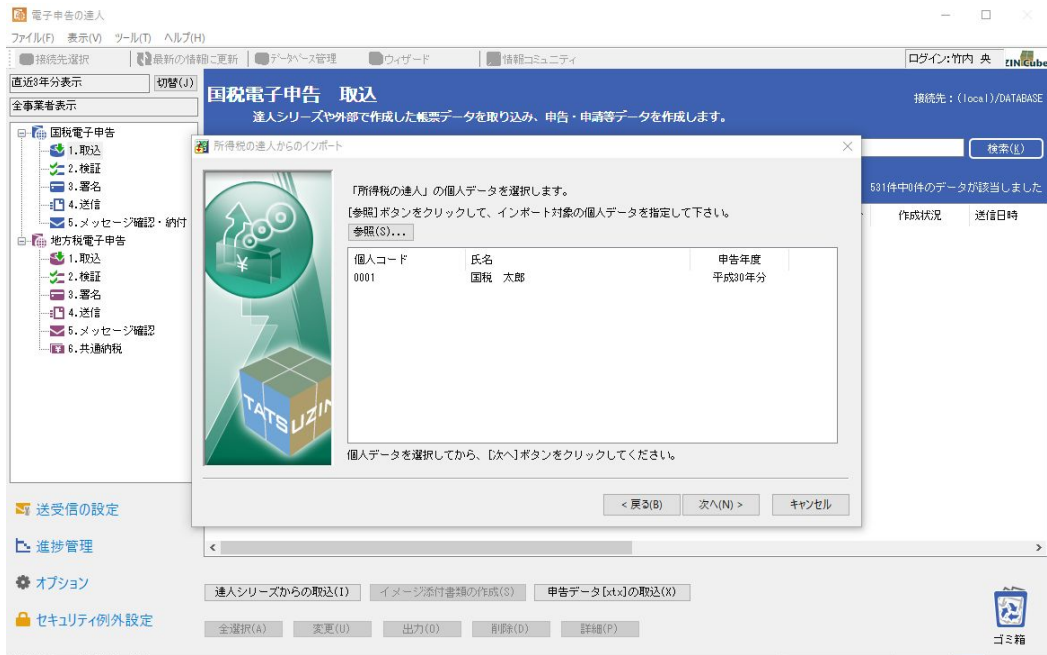 電子申告の達人
ファイル(F) 表示(V) ツール(T) ヘルプ(H)
接続先選択 最新の情報に更新 データベース管理 ウィザード 情報コミュニティ ログイン:竹内 央
直近3年分表示 切替(J)
全事業者表示
国税電子申告 取込
接続先：(local)/DATABASE
達人シリーズや外部で作成した帳票データを取り込み、申告・申請等データを作成します。
国税電子申告
1.取込
2.検証
3.署名
4.送信
5.メッセージ確認・納付
地方税電子申告
1.取込
2.検証
3.署名
4.送信
5.メッセージ確認
6.共通納税
検索(K)
531件中0件のデータが該当しました
作成状況 送信日時
所得税の達人からのインポート
「所得税の達人」の個人データを選択します。
[参照]ボタンをクリックして、インポート対象の個人データを指定して下さい。
参照(S)...
個人コード 氏名 申告年度
0001 国税 太郎 平成30年分
TATSUZIN
個人データを選択してから、[次へ]ボタンをクリックしてください。
< 戻る(B) 次へ(N) > キャンセル
送受信の設定
進捗管理
オプション
セキュリティ例外設定
達人シリーズからの取込(I) イメージ添付書類の作成(S) 申告データ[xtx]の取込(X)
全選択(A) 変更(U) 出力(O) 削除(D) 詳細(P)
ゴミ箱